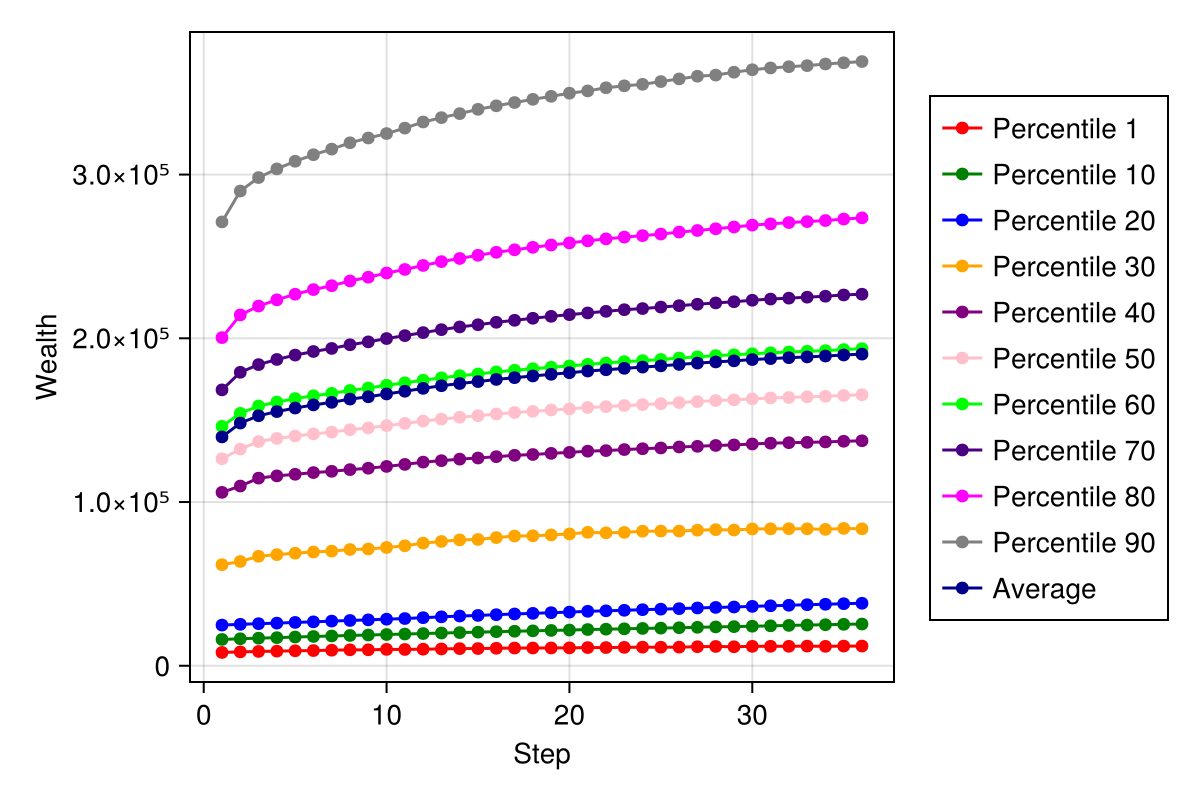 3.0×10⁵
2.0×10⁵
1.0×10⁵
0
Wealth
0 10 20 30
Step
Percentile 1
Percentile 10
Percentile 20
Percentile 30
Percentile 40
Percentile 50
Percentile 60
Percentile 70
Percentile 80
Percentile 90
Average